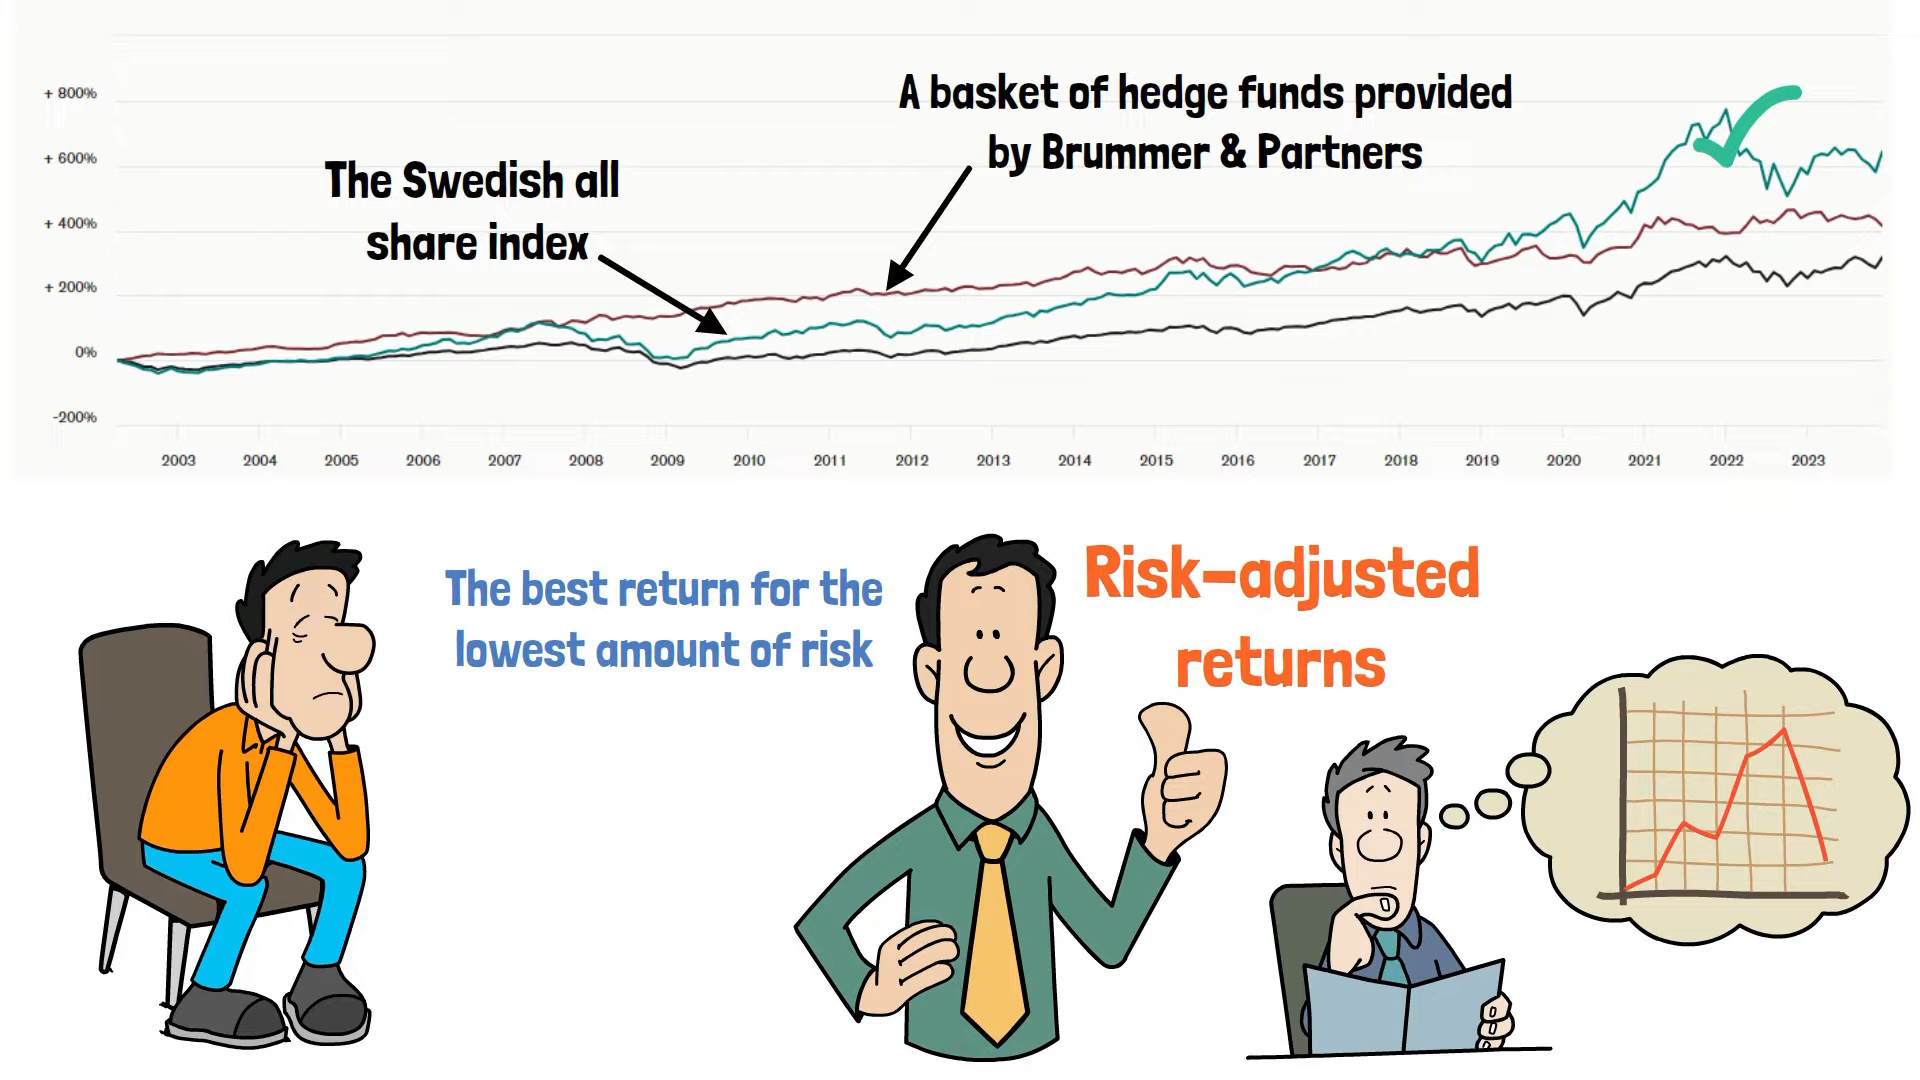 + 800%
A basket of hedge funds provided
by Brummer & Partners
+ 600%
The Swedish all
share index
+ 400%
+ 200%
0%
-200%
2003 2004 2005 2006 2007 2008 2009 2010 2011 2012 2013 2014 2015 2016 2017 2018 2019 2020 2021 2022 2023
The best return for the
lowest amount of risk
Risk-adjusted
returns